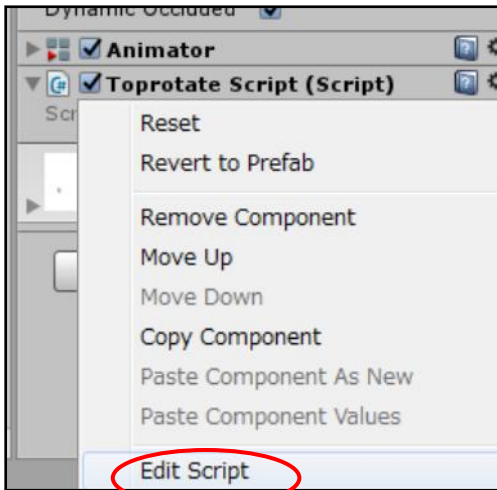 Dynamic Occluded
Animator
Toprotate Script (Script)
Scr
Reset
Revert to Prefab
Remove Component
Move Up
Move Down
Copy Component
Paste Component As New
Paste Component Values
Edit Script